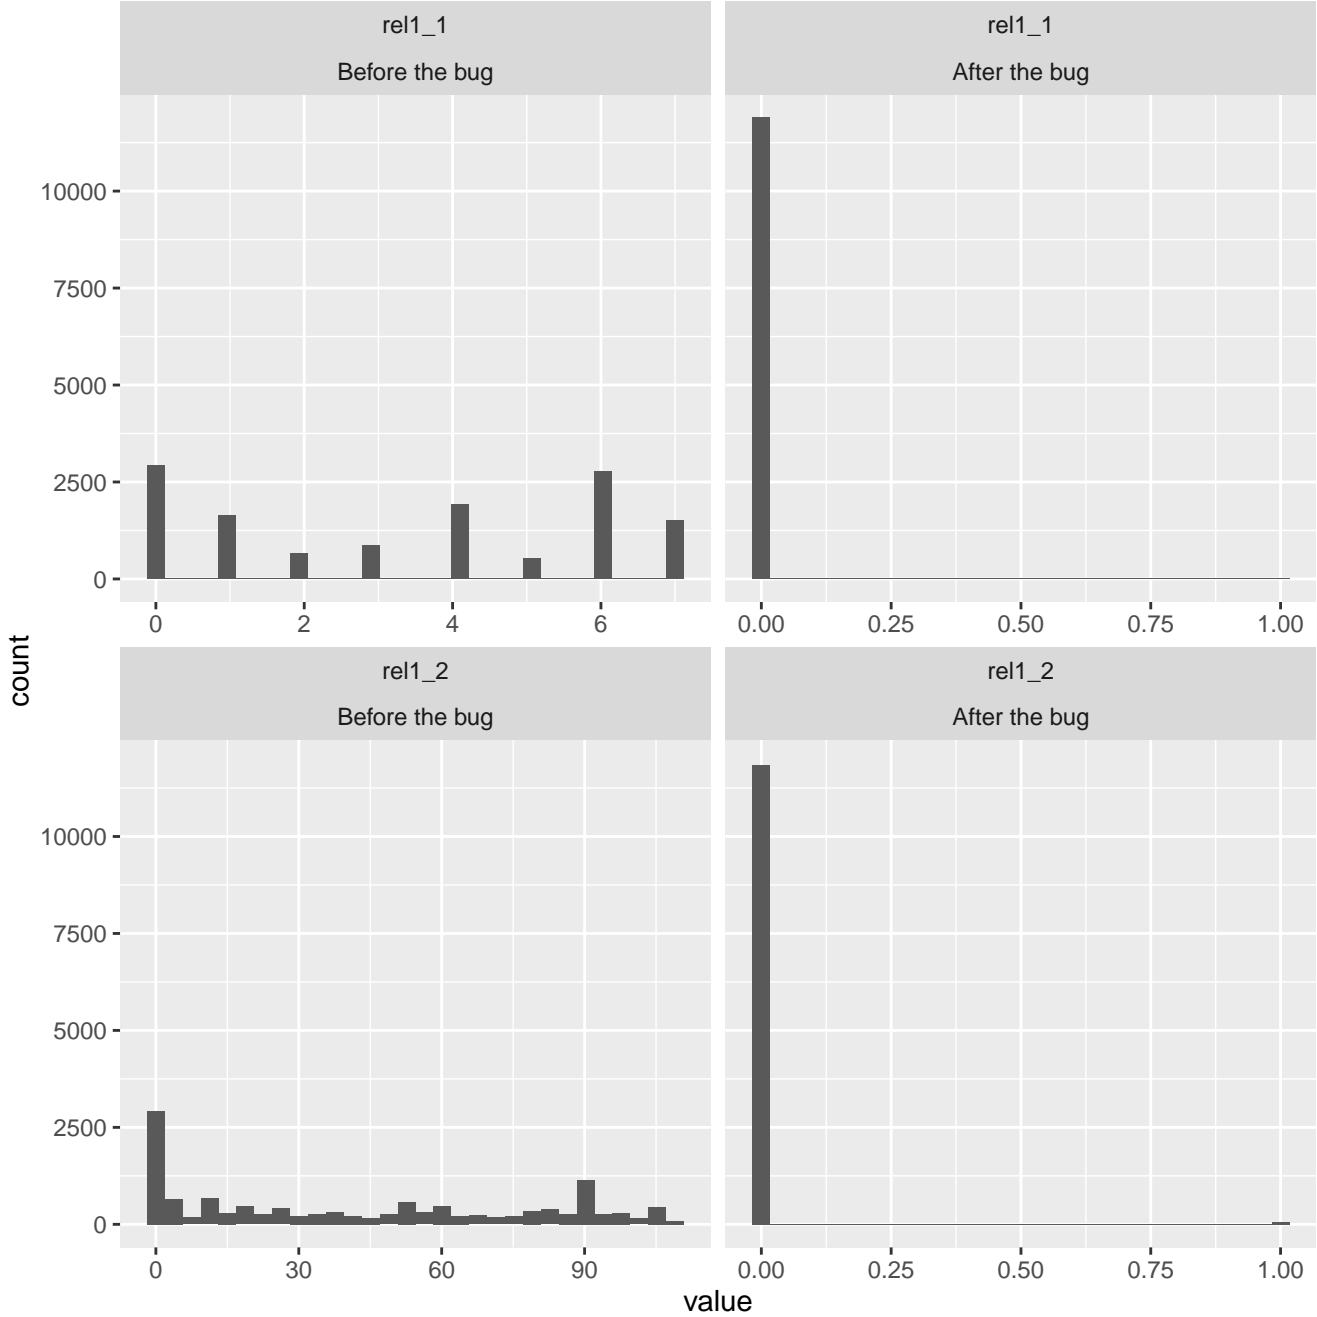 rel1_1
Before the bug
rel1_1
After the bug
10000
7500
5000
2500
0
0 2 4 6
0.00 0.25 0.50 0.75 1.00
count
rel1_2
Before the bug
rel1_2
After the bug
10000
7500
5000
2500
0
0 30 60 90
0.00 0.25 0.50 0.75 1.00
value